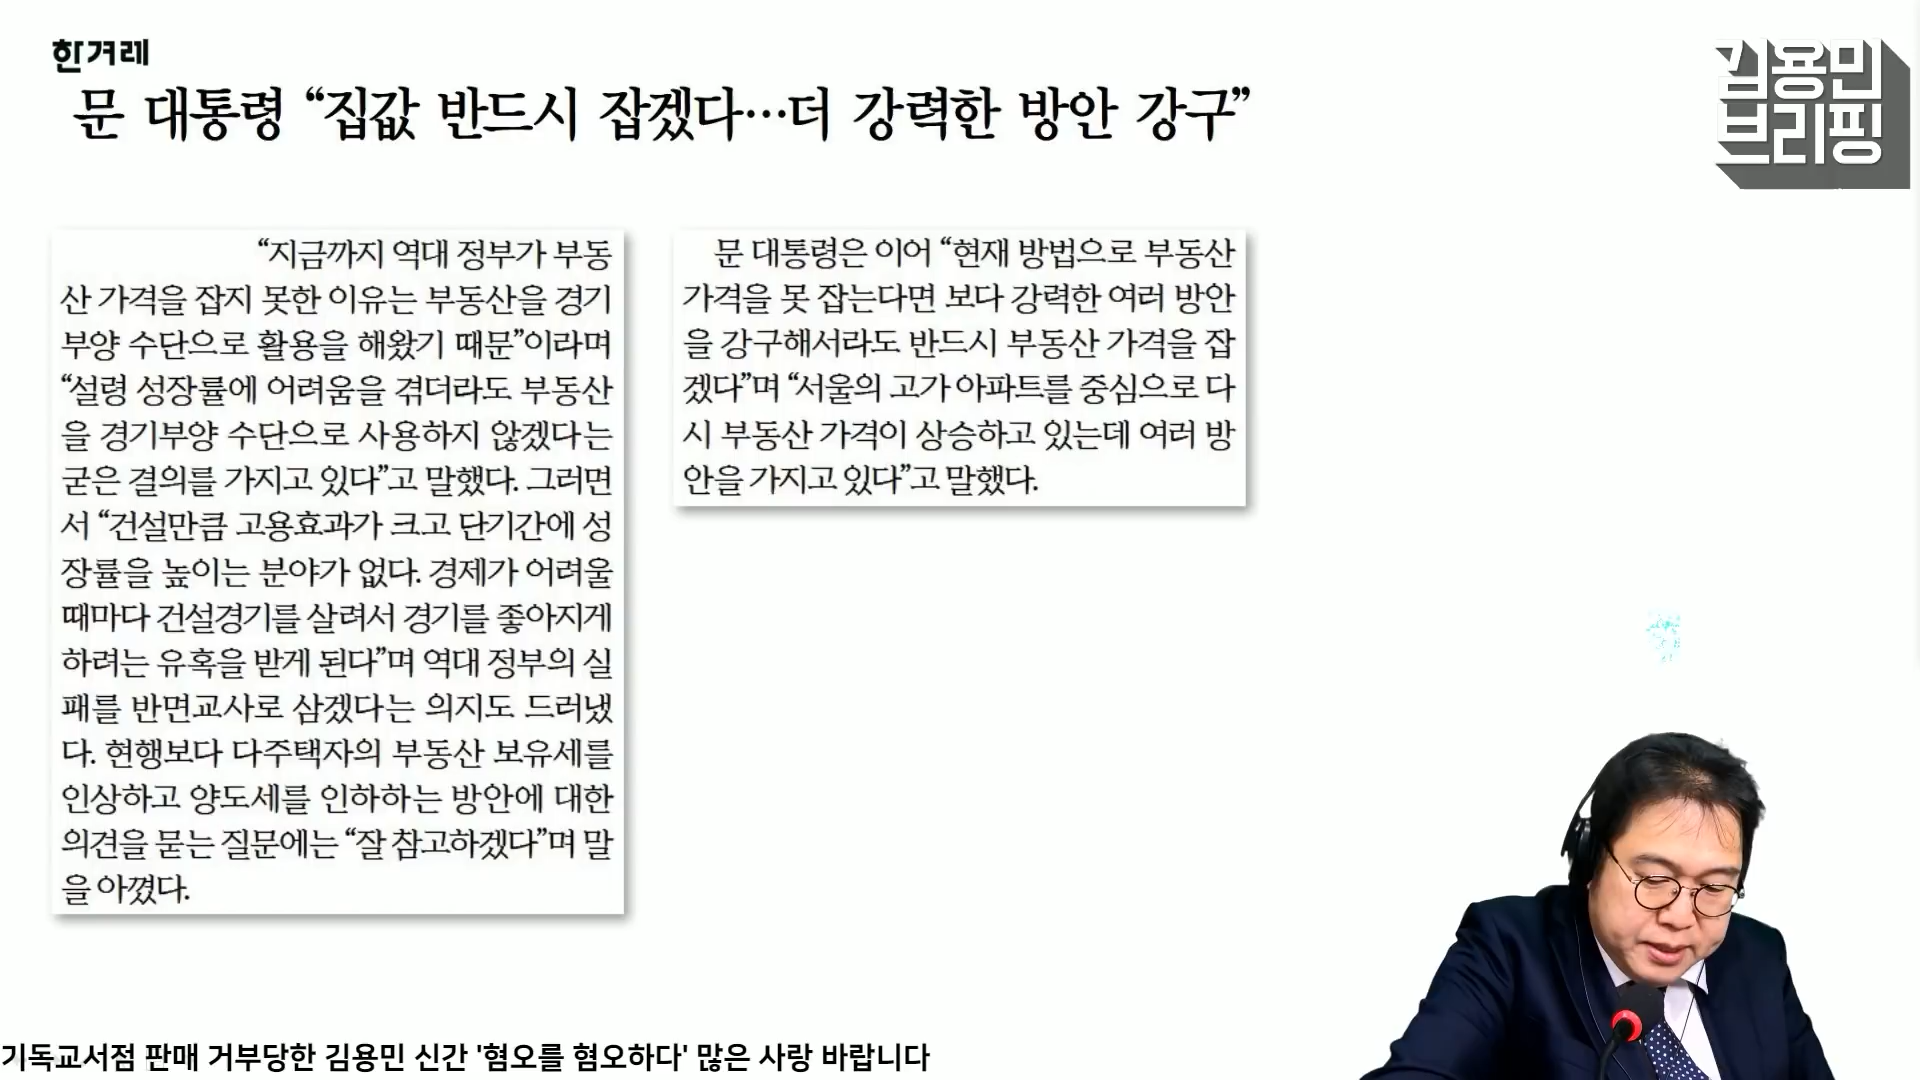 한겨레
문 대통령 “집값 반드시 잡겠다…더 강력한 방안 강구”
김용민
브리핑
“지금까지 역대 정부가 부동
산 가격을 잡지 못한 이유는 부동산을 경기
부양 수단으로 활용을 해왔기 때문”이라며
“설령 성장률에 어려움을 겪더라도 부동산
을 경기부양 수단으로 사용하지 않겠다는
굳은 결의를 가지고 있다”고 말했다. 그러면
서 “건설만큼 고용효과가 크고 단기간에 성
장률을 높이는 분야가 없다. 경제가 어려울
때마다 건설경기를 살려서 경기를 좋아지게
하려는 유혹을 받게 된다”며 역대 정부의 실
패를 반면교사로 삼겠다는 의지도 드러냈
다. 현행보다 다주택자의 부동산 보유세를
인상하고 양도세를 인하하는 방안에 대한
의견을 묻는 질문에는 “잘 참고하겠다”며 말
을 아꼈다.
문 대통령은 이어 “현재 방법으로 부동산
가격을 못 잡는다면 보다 강력한 여러 방안
을 강구해서라도 반드시 부동산 가격을 잡
겠다”며 “서울의 고가 아파트를 중심으로 다
시 부동산 가격이 상승하고 있는데 여러 방
안을 가지고 있다”고 말했다.
기독교서점 판매 거부당한 김용민 신간 '혐오를 혐오하다' 많은 사랑 바랍니다